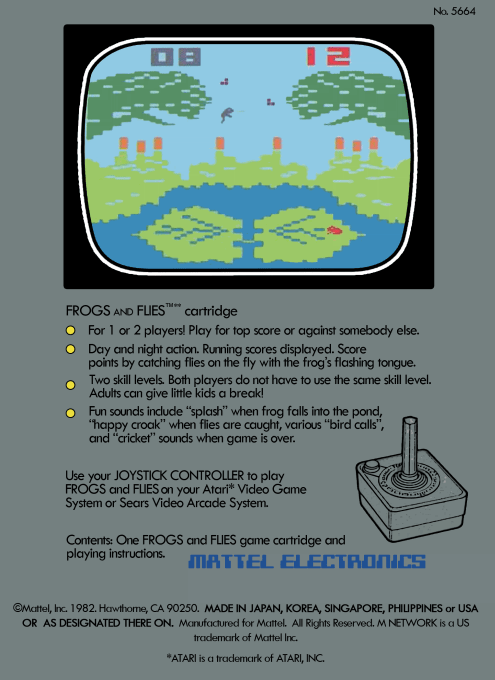 No. 5664
08 12
FROGS AND FLIES™** cartridge
For 1 or 2 players! Play for top score or against somebody else.
Day and night action. Running scores displayed. Score
points by catching flies on the fly with the frog's flashing tongue.
Two skill levels. Both players do not have to use the same skill level.
Adults can give little kids a break!
Fun sounds include "splash" when frog falls into the pond,
"happy croak" when flies are caught, various "bird calls",
and "cricket" sounds when game is over.
Use your JOYSTICK CONTROLLER to play
FROGS and FLIES on your Atari* Video Game
System or Sears Video Arcade System.
Contents: One FROGS and FLIES game cartridge and
playing instructions.
MATTEL ELECTRONICS
©Mattel, Inc. 1982. Hawthorne, CA 90250. MADE IN JAPAN, KOREA, SINGAPORE, PHILIPPINES or USA
OR AS DESIGNATED THERE ON. Manufactured for Mattel. All Rights Reserved. M NETWORK is a US
trademark of Mattel Inc.
*ATARI is a trademark of ATARI, INC.